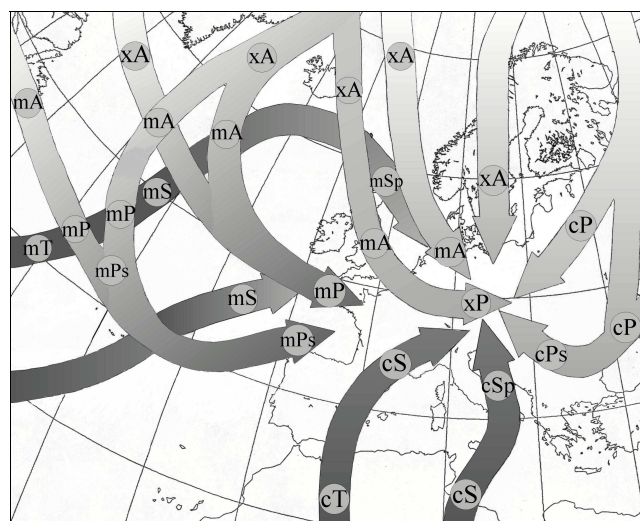 xA xA xA
mA xA
mA mA
mSp xA
mS
mP mP cP
mT mA mA
mPs
mS mP xP
cP
mPs cPs
cS
cSp
cT cS